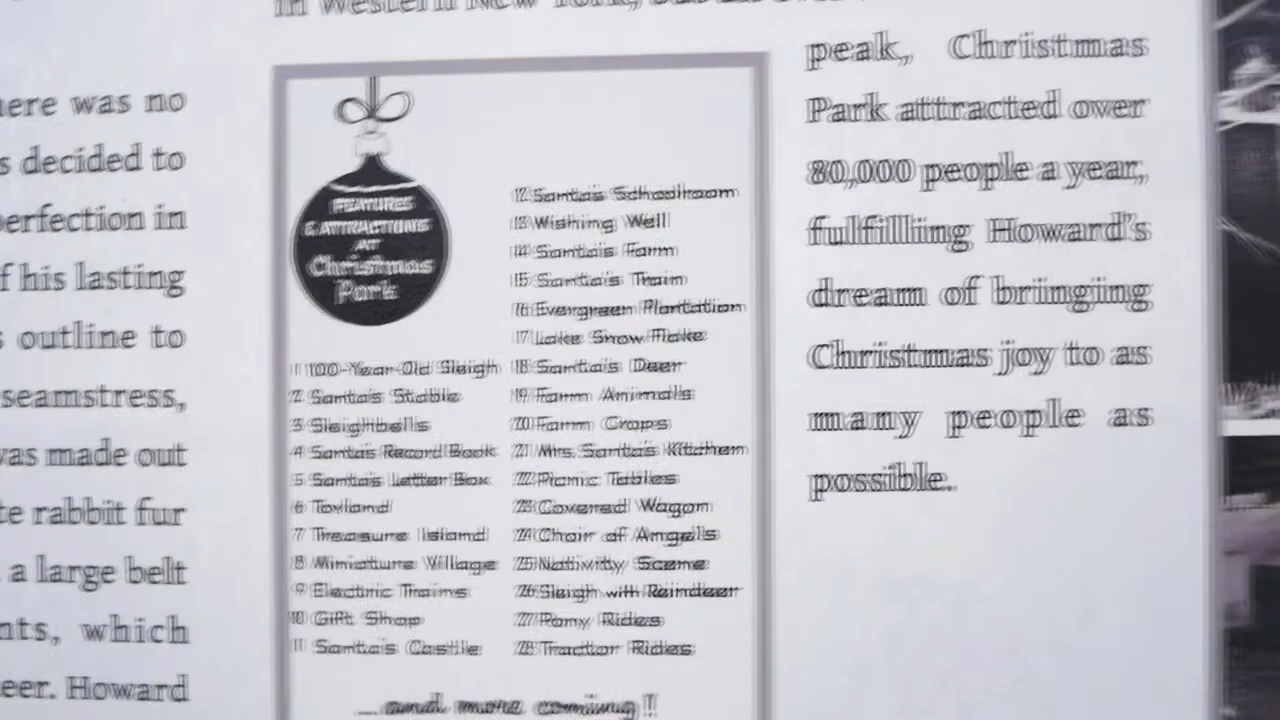 in Western New York,
here was no
s decided to
perfection in
f his lasting
s outline to
seamstress,
was made out
te rabbit fur
a large belt
nts, which
eer. Howard
FEATURES
& ATTRACTIONS
AT
Christmas
Park
1 100-Year-Old Sleigh
2 Santa's Stable
3 Sleighbells
4 Santa's Record Book
5 Santa's Letter Box
6 Toyland
7 Treasure Island
8 Miniature Village
9 Electric Trains
10 Gift Shop
11 Santa's Castle
12 Santa's Schoolroom
13 Wishing Well
14 Santa's Farm
15 Santa's Train
16 Evergreen Plantation
17 Lake Snow Flake
18 Santa's Deer
19 Farm Animals
20 Farm Crops
21 Mrs. Santa's Kitchen
22 Picnic Tables
23 Covered Wagon
24 Choir of Angels
25 Nativity Scene
26 Sleigh with Reindeer
27 Pony Rides
28 Tractor Rides
...and more coming!!
peak, Christmas
Park attracted over
80,000 people a year,
fulfilling Howard's
dream of bringing
Christmas joy to as
many people as
possible.